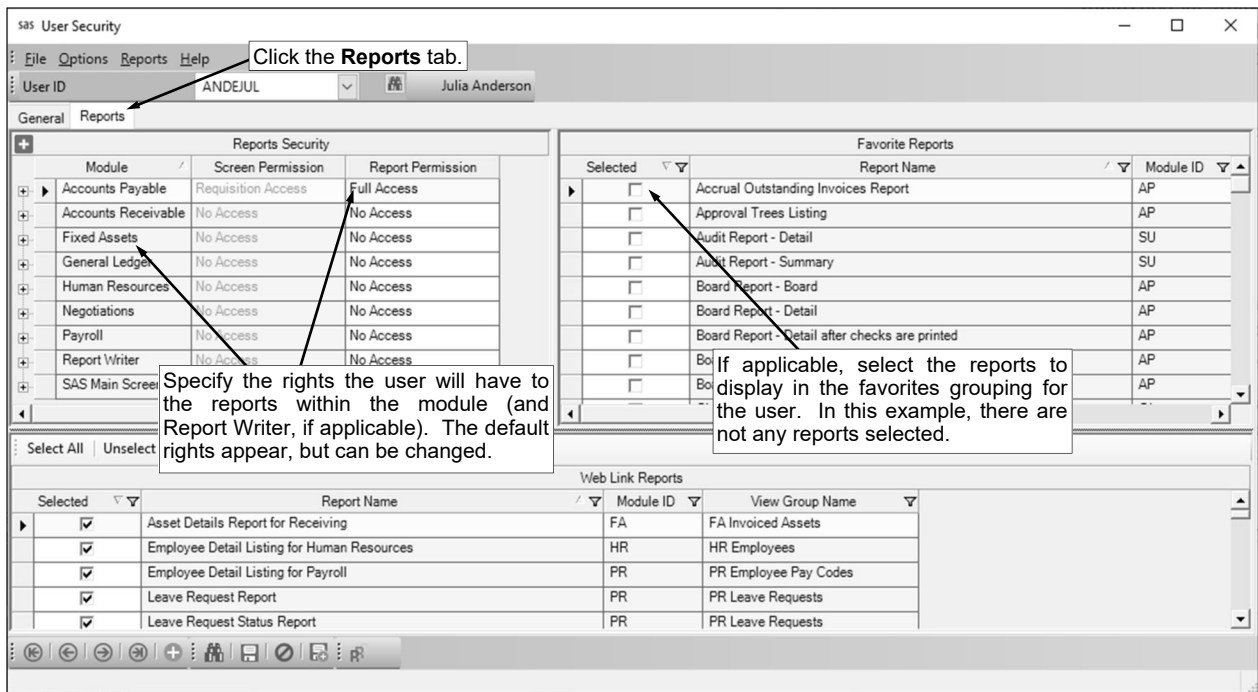 sas User Security
File Options Reports Help
Click the Reports tab.
User ID ANDEJUL Julia Anderson
General Reports
Reports Security
Module Screen Permission Report Permission
Accounts Payable Requisition Access Full Access
Accounts Receivable No Access No Access
Fixed Assets No Access No Access
General Ledger No Access No Access
Human Resources No Access No Access
Negotiations No Access No Access
Payroll No Access No Access
Report Writer No Access No Access
SAS Main Screen
Specify the rights the user will have to
the reports within the module (and
Report Writer, if applicable). The default
rights appear, but can be changed.
Favorite Reports
Selected Report Name Module ID
Accrual Outstanding Invoices Report AP
Approval Trees Listing AP
Audit Report - Detail SU
Audit Report - Summary SU
Board Report - Board AP
Board Report - Detail AP
Board Report - Detail after checks are printed AP
AP
AP
If applicable, select the reports to
display in the favorites grouping for
the user. In this example, there are
not any reports selected.
Select All Unselect
Web Link Reports
Selected Report Name Module ID View Group Name
Asset Details Report for Receiving FA FA Invoiced Assets
Employee Detail Listing for Human Resources HR HR Employees
Employee Detail Listing for Payroll PR PR Employee Pay Codes
Leave Request Report PR PR Leave Requests
Leave Request Status Report PR PR Leave Requests